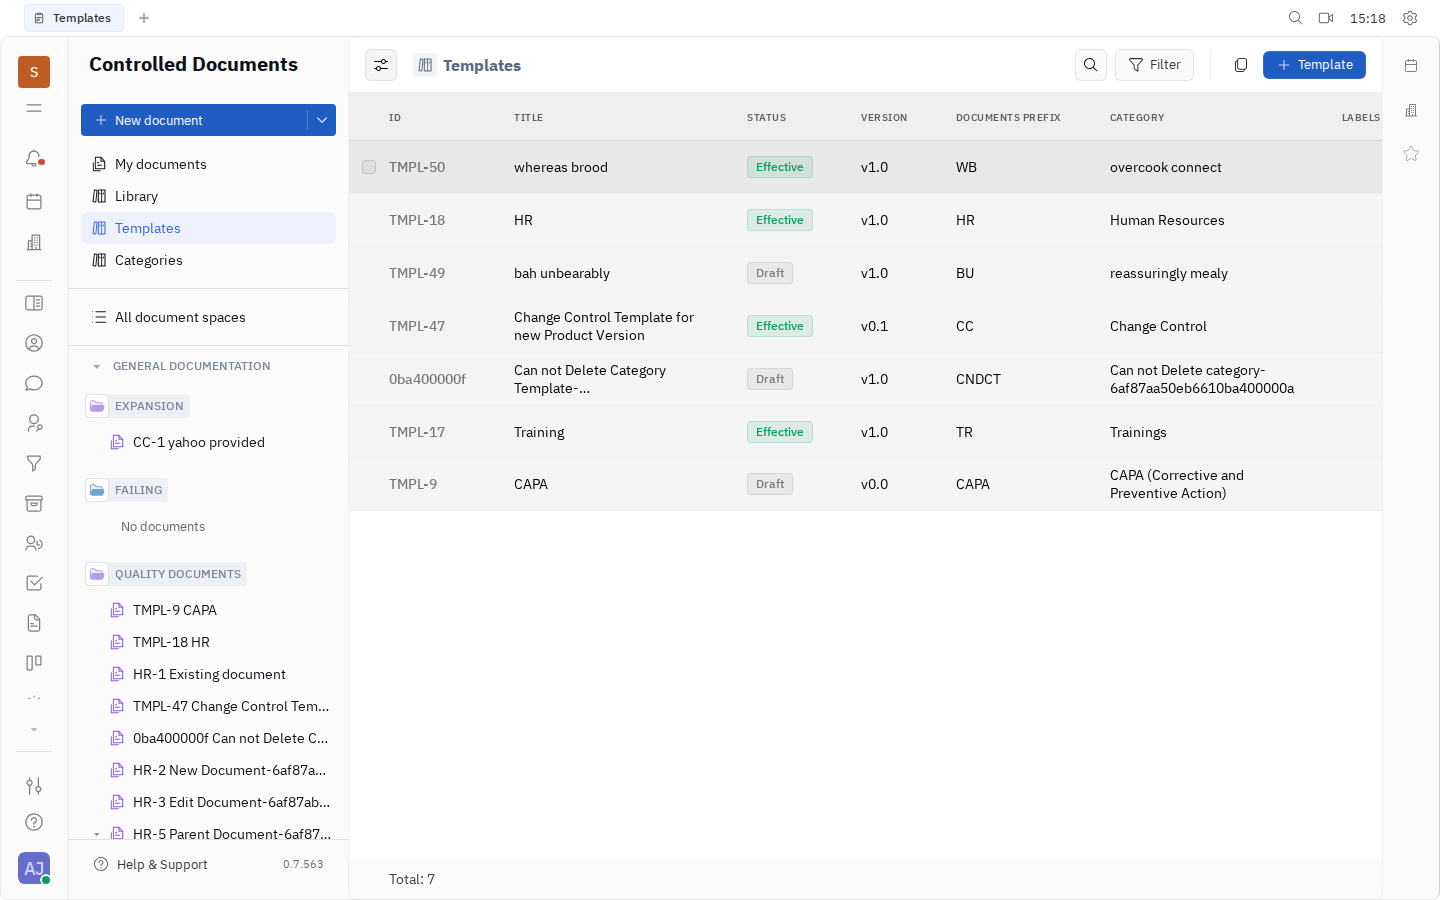 Templates
15:18
S
Controlled Documents
New document
My documents
Library
Templates
Categories
All document spaces
GENERAL DOCUMENTATION
EXPANSION
CC-1 yahoo provided
FAILING
No documents
QUALITY DOCUMENTS
TMPL-9 CAPA
TMPL-18 HR
HR-1 Existing document
TMPL-47 Change Control Tem...
0ba400000f Can not Delete C...
HR-2 New Document-6af87a...
HR-3 Edit Document-6af87ab...
HR-5 Parent Document-6af87...
Help & Support 0.7.563
AJ
Templates
Filter
Template
ID TITLE STATUS VERSION DOCUMENTS PREFIX CATEGORY LABELS
TMPL-50 whereas brood Effective v1.0 WB overcook connect
TMPL-18 HR Effective v1.0 HR Human Resources
TMPL-49 bah unbearably Draft v1.0 BU reassuringly mealy
TMPL-47 Change Control Template for
new Product Version Effective v0.1 CC Change Control
0ba400000f Can not Delete Category
Template-... Draft v1.0 CNDCT Can not Delete category-
6af87aa50eb6610ba400000a
TMPL-17 Training Effective v1.0 TR Trainings
TMPL-9 CAPA Draft v0.0 CAPA CAPA (Corrective and
Preventive Action)
Total: 7